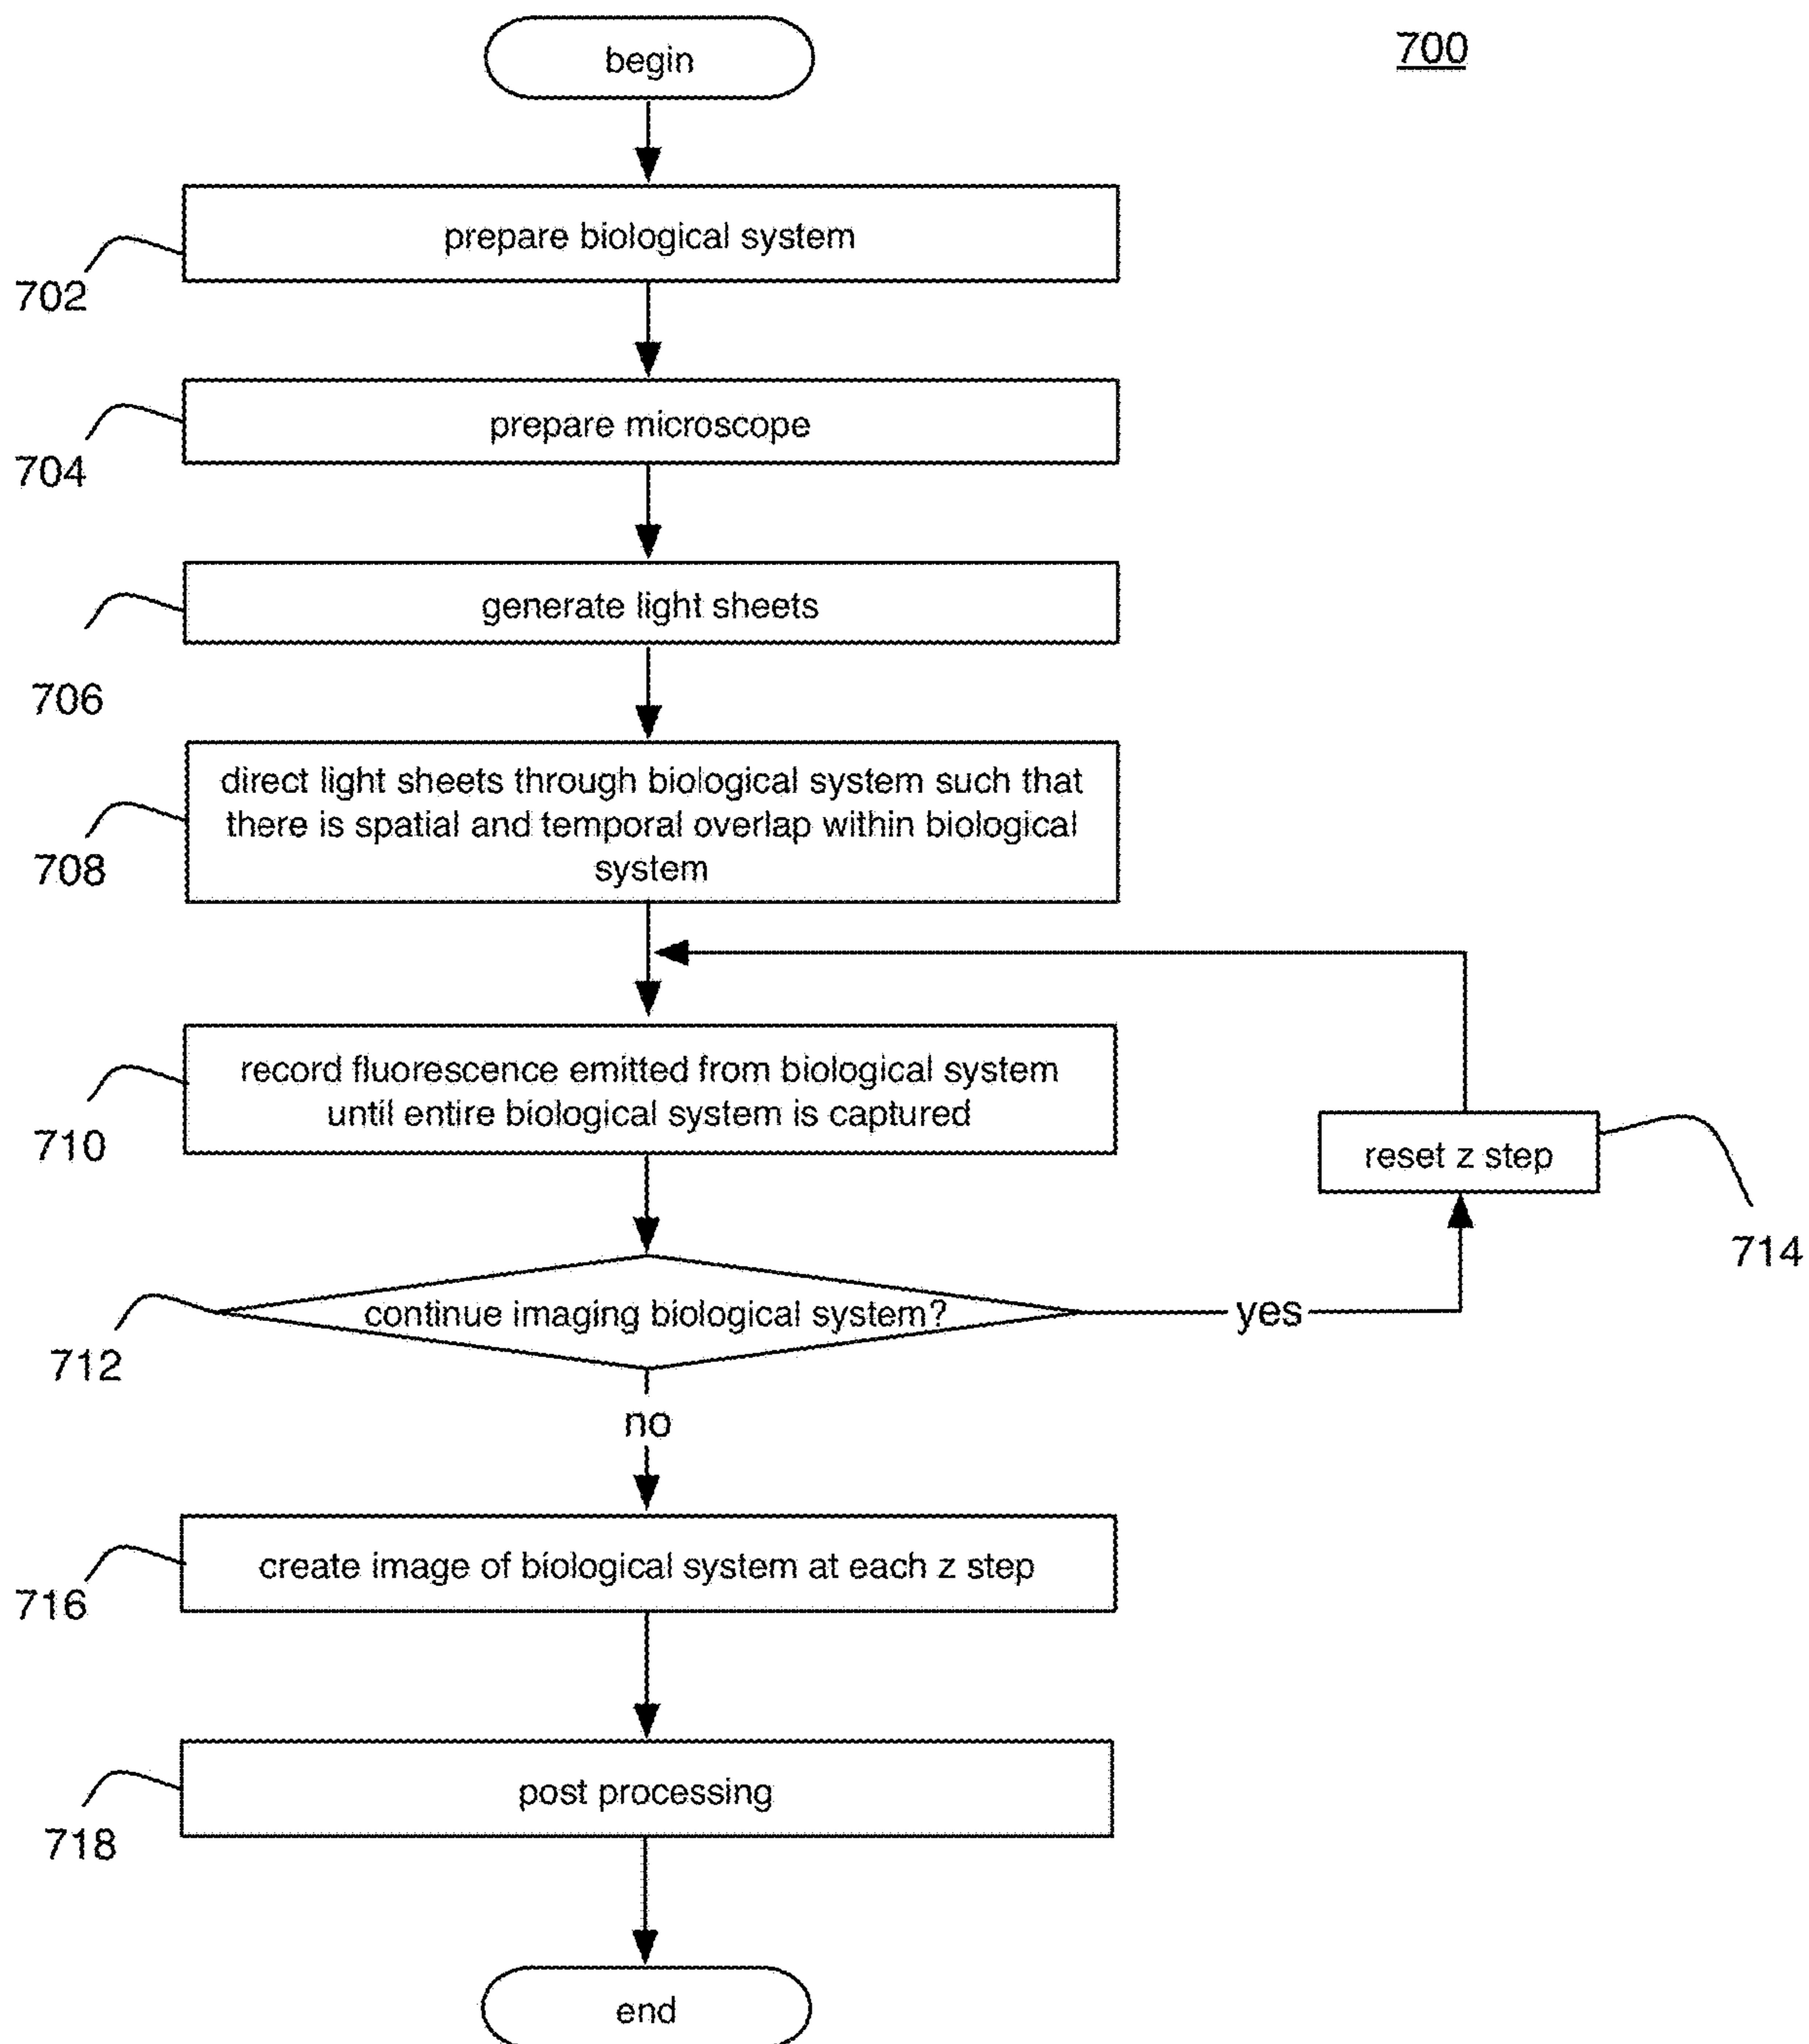 begin
700
prepare biological system
702
prepare microscope
704
generate light sheets
706
direct light sheets through biological system such that
there is spatial and temporal overlap within biological
system
708
record fluorescence emitted from biological system
until entire biological system is captured
710
reset z step
714
continue imaging biological system?
yes
712
no
create image of biological system at each z step
716
post processing
718
end